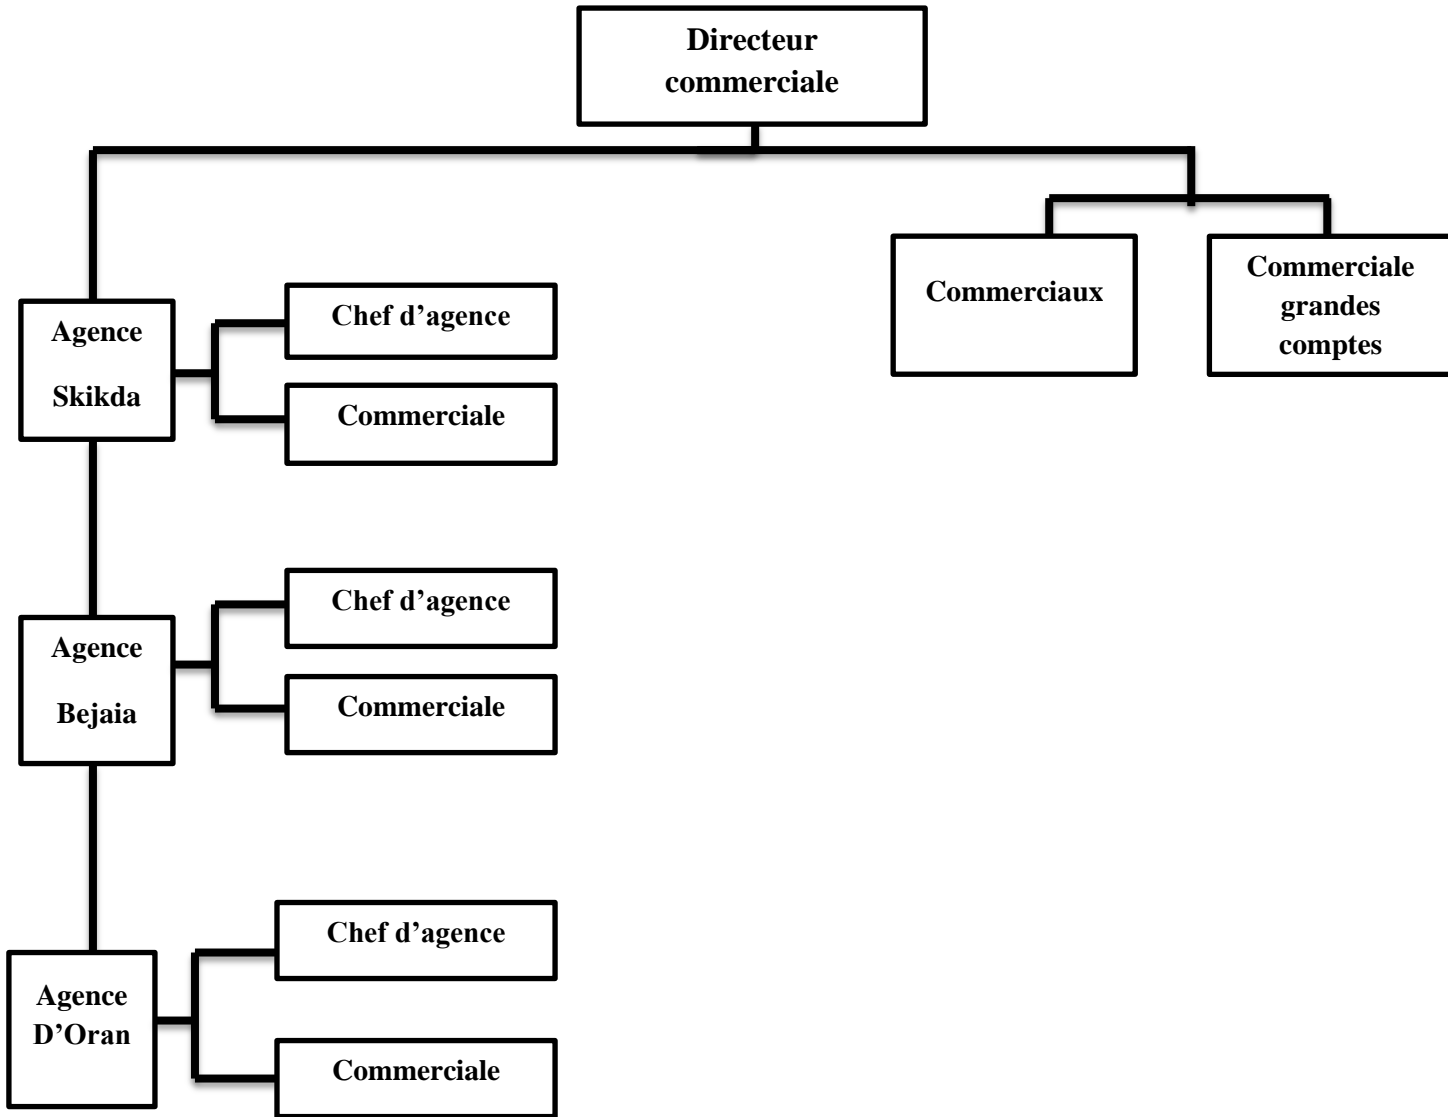 Directeur
commerciale
Commerciaux
Commerciale
grandes
comptes
Agence
Skikda
Chef d’agence
Commerciale
Agence
Bejaia
Chef d’agence
Commerciale
Agence
D’Oran
Chef d’agence
Commerciale